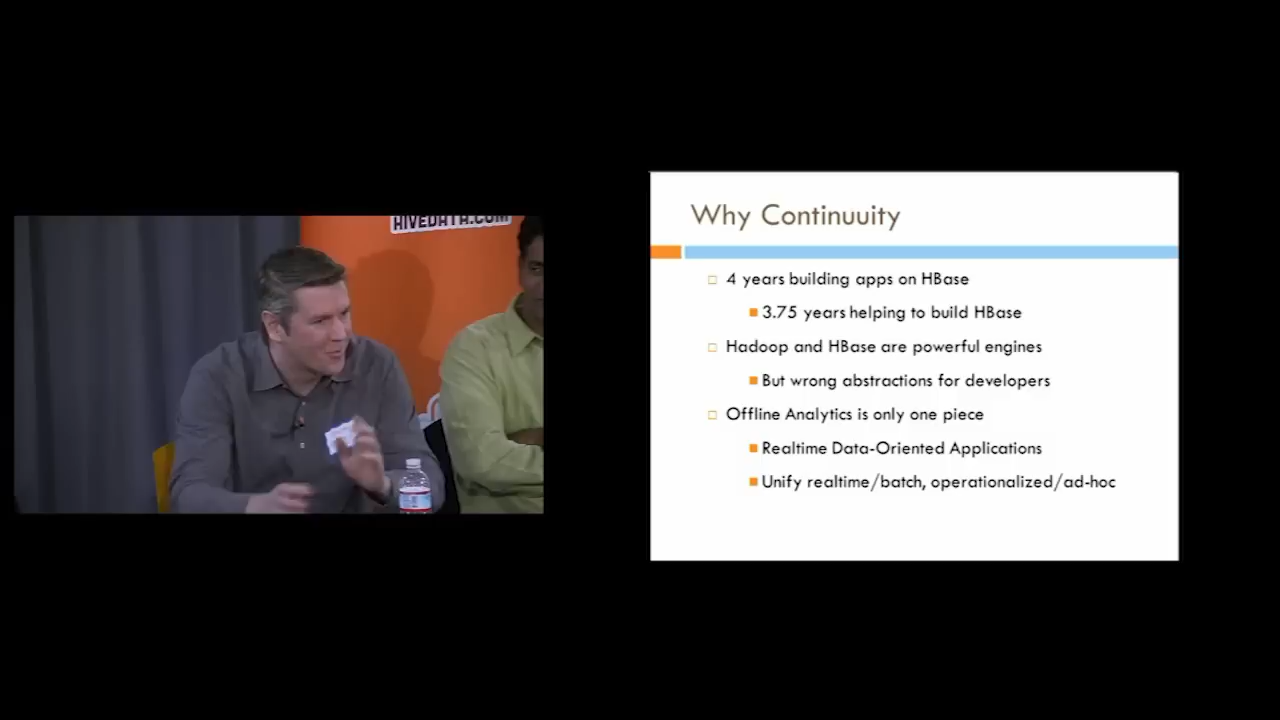 HIVEDATA.COM
Why Continuuity
4 years building apps on HBase
3.75 years helping to build HBase
Hadoop and HBase are powerful engines
But wrong abstractions for developers
Offline Analytics is only one piece
Realtime Data-Oriented Applications
Unify realtime/batch, operationalized/ad-hoc